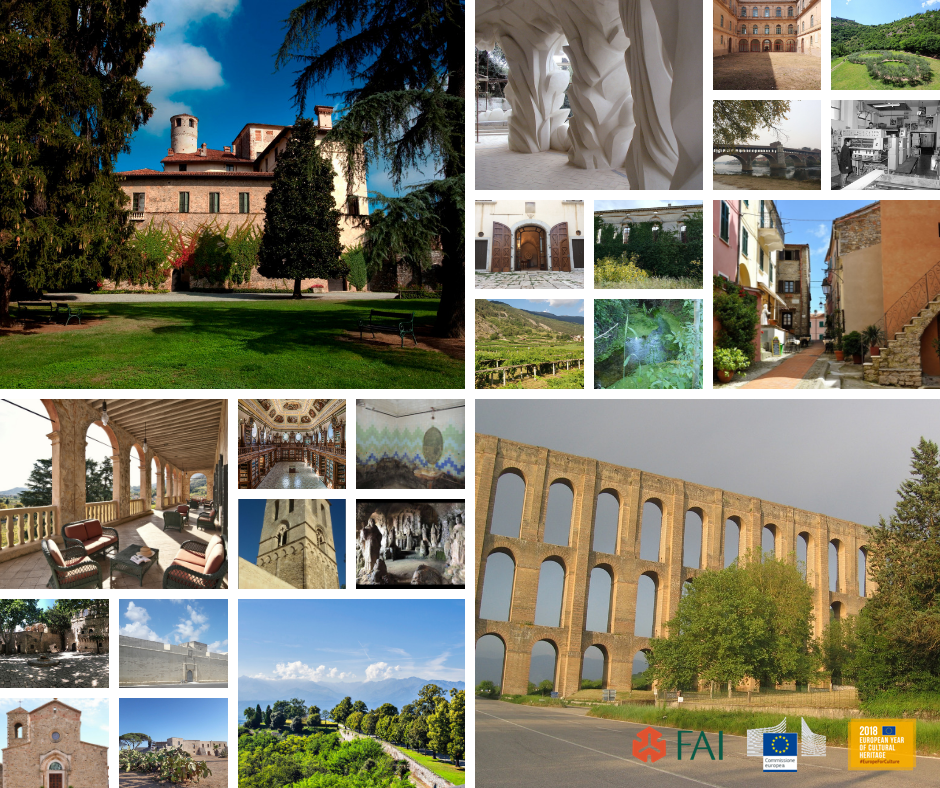 FAI
Commissione
europea
2018
EUROPEAN YEAR
OF CULTURAL
HERITAGE
#EuropeForCulture